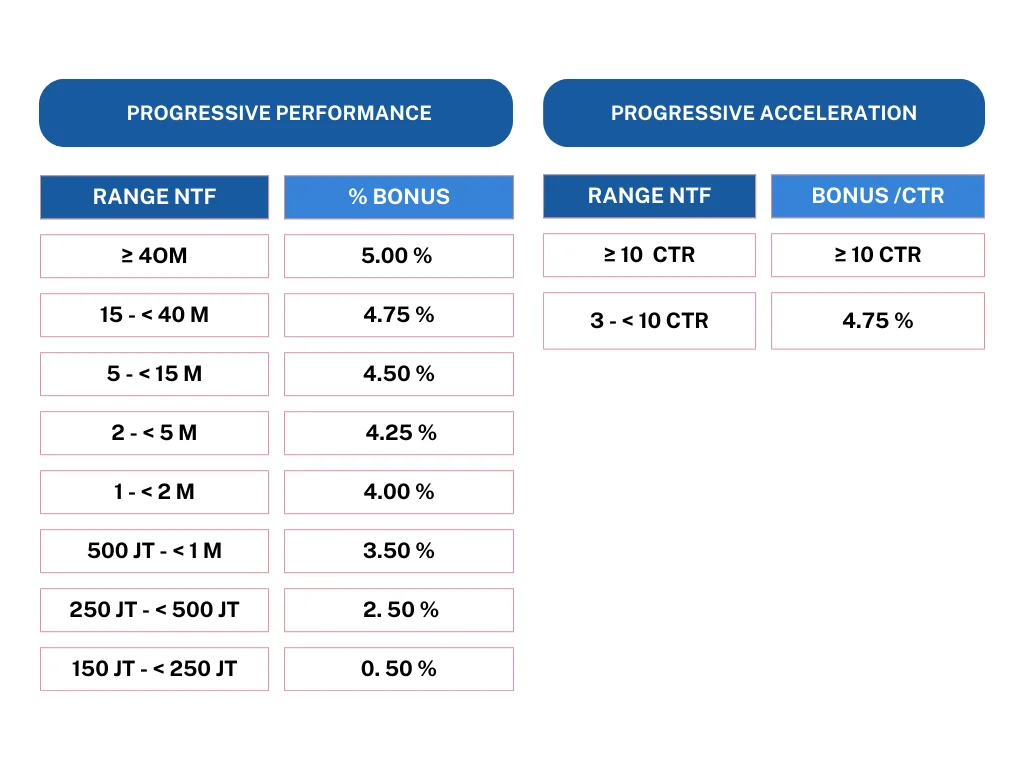 PROGRESSIVE PERFORMANCE
RANGE NTF % BONUS
≥ 4OM 5.00 %
15 - < 40 M 4.75 %
5 - < 15 M 4.50 %
2 - < 5 M 4.25 %
1 - < 2 M 4.00 %
500 JT - < 1 M 3.50 %
250 JT - < 500 JT 2. 50 %
150 JT - < 250 JT 0. 50 %
PROGRESSIVE ACCELERATION
RANGE NTF BONUS /CTR
≥ 10 CTR ≥ 10 CTR
3 - < 10 CTR 4.75 %